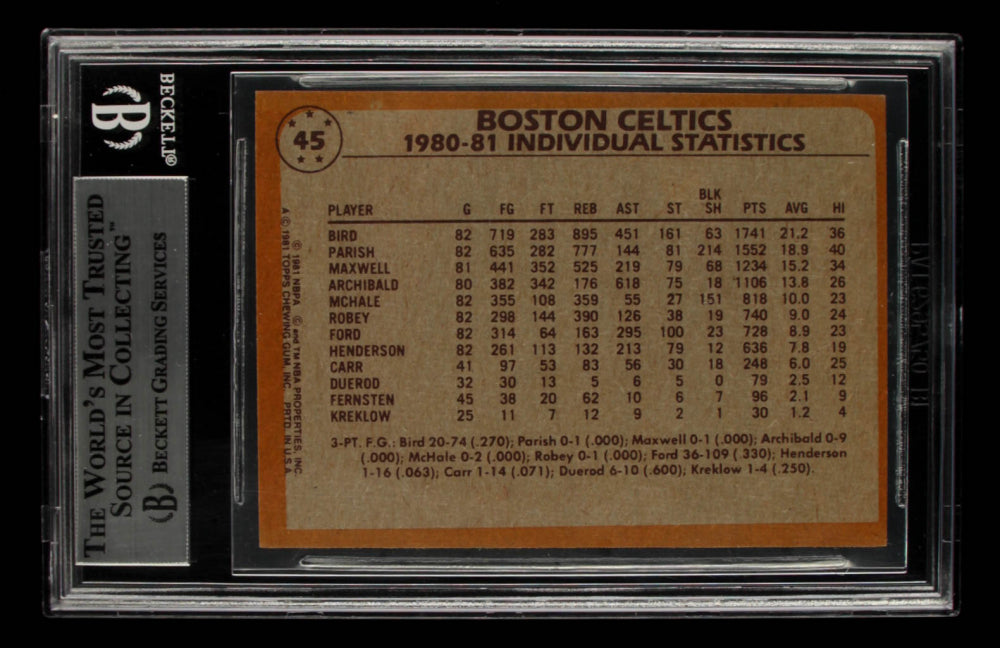 BECKETT®
THE WORLD'S MOST TRUSTED
SOURCE IN COLLECTING™
BECKETT GRADING SERVICES
45
BOSTON CELTICS
1980-81 INDIVIDUAL STATISTICS
PLAYER G FG FT REB AST ST BLK SH PTS AVG HI
BIRD 82 719 283 895 451 161 63 1741 21.2 36
PARISH 82 635 282 777 144 81 214 1552 18.9 40
MAXWELL 81 441 352 525 219 79 68 1234 15.2 34
ARCHIBALD 80 382 342 176 618 75 18 1106 13.8 26
MCHALE 82 355 108 359 55 27 151 818 10.0 23
ROBEY 82 298 144 390 126 38 19 740 9.0 24
FORD 82 314 64 163 295 100 23 728 8.9 23
HENDERSON 82 261 113 132 213 79 12 636 7.8 19
CARR 41 97 53 83 56 30 18 248 6.0 25
DUEROD 32 30 13 5 6 5 0 79 2.5 12
FERNSTEN 45 38 20 62 10 6 7 96 2.1 9
KREKLOW 25 11 7 12 9 2 1 30 1.2 4
3-PT. F.G.: Bird 20-74 (.270); Parish 0-1 (.000); Maxwell 0-1 (.000); Archibald 0-9
(.000); McHale 0-2 (.000); Robey 0-1 (.000); Ford 36-109 (.330); Henderson
1-16 (.063); Carr 1-14 (.071); Duerod 6-10 (.600); Kreklow 1-4 (.250).
© 1981 NBPA © and TM NBA PROPERTIES, INC.
A © 1981 TOPPS CHEWING GUM, INC. PRTD. IN U.S.A.